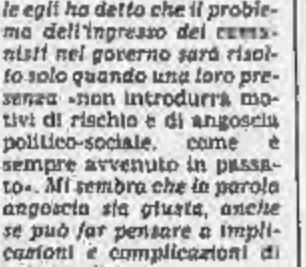 le egli ha detto che il proble-
ma dell'ingresso dei comu-
nisti nel governo sarà risol-
to solo quando una loro pre-
senza «non introdurrà mo-
tivi di rischio e di angoscia
politico-sociale, come è
sempre avvenuto in passa-
to». Mi sembra che la parola
angoscia sia giusta, anche
se può far pensare a impli-
cazioni e complicazioni di